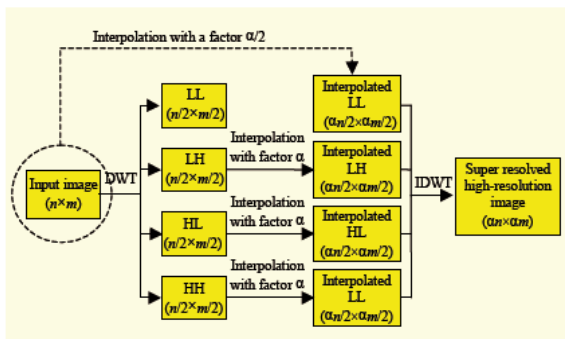 Interpolation with a factor α/2
Input image
(n×m)
DWT
LL
(n/2×m/2)
LH
(n/2×m/2)
HL
(n/2×m/2)
HH
(n/2×m/2)
Interpolation
with factor α
Interpolation
with factor α
Interpolation
with factor α
Interpolated
LL
(αn/2×αm/2)
Interpolated
LH
(αn/2×αm/2)
Interpolated
HL
(αn/2×αm/2)
Interpolated
LL
(αn/2×αm/2)
IDWT
Super resolved
high-resolution
image
(αn×αm)